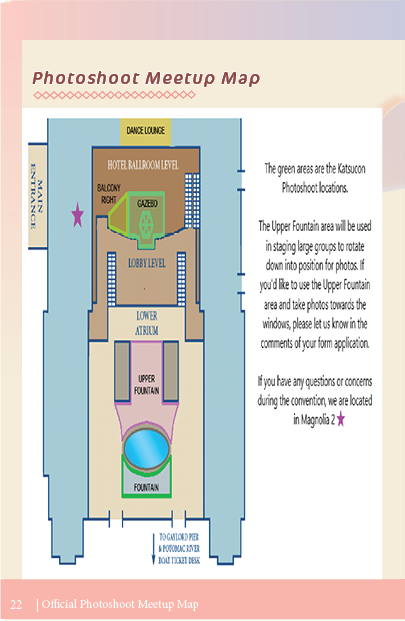 Photoshoot Meetup Map
DANCE LOUNGE
HOTEL BALLROOM LEVEL
MAIN
ENTRANCE
BALCONY
RIGHT
GAZEBO
LOBBY LEVEL
LOWER
ATRIUM
UPPER
FOUNTAIN
FOUNTAIN
TO GAYLORD PIER
& POTOMAC RIVER
BOAT TICKET DESK
The green areas are the Katsucon
Photoshoot locations.
The Upper Fountain area will be used
in staging large groups to rotate
down into position for photos. If
you'd like to use the Upper Fountain
area and take photos towards the
windows, please let us know in the
comments of your form application.
If you have any questions or concerns
during the convention, we are located
in Magnolia 2
22 | Official Photoshoot Meetup Map